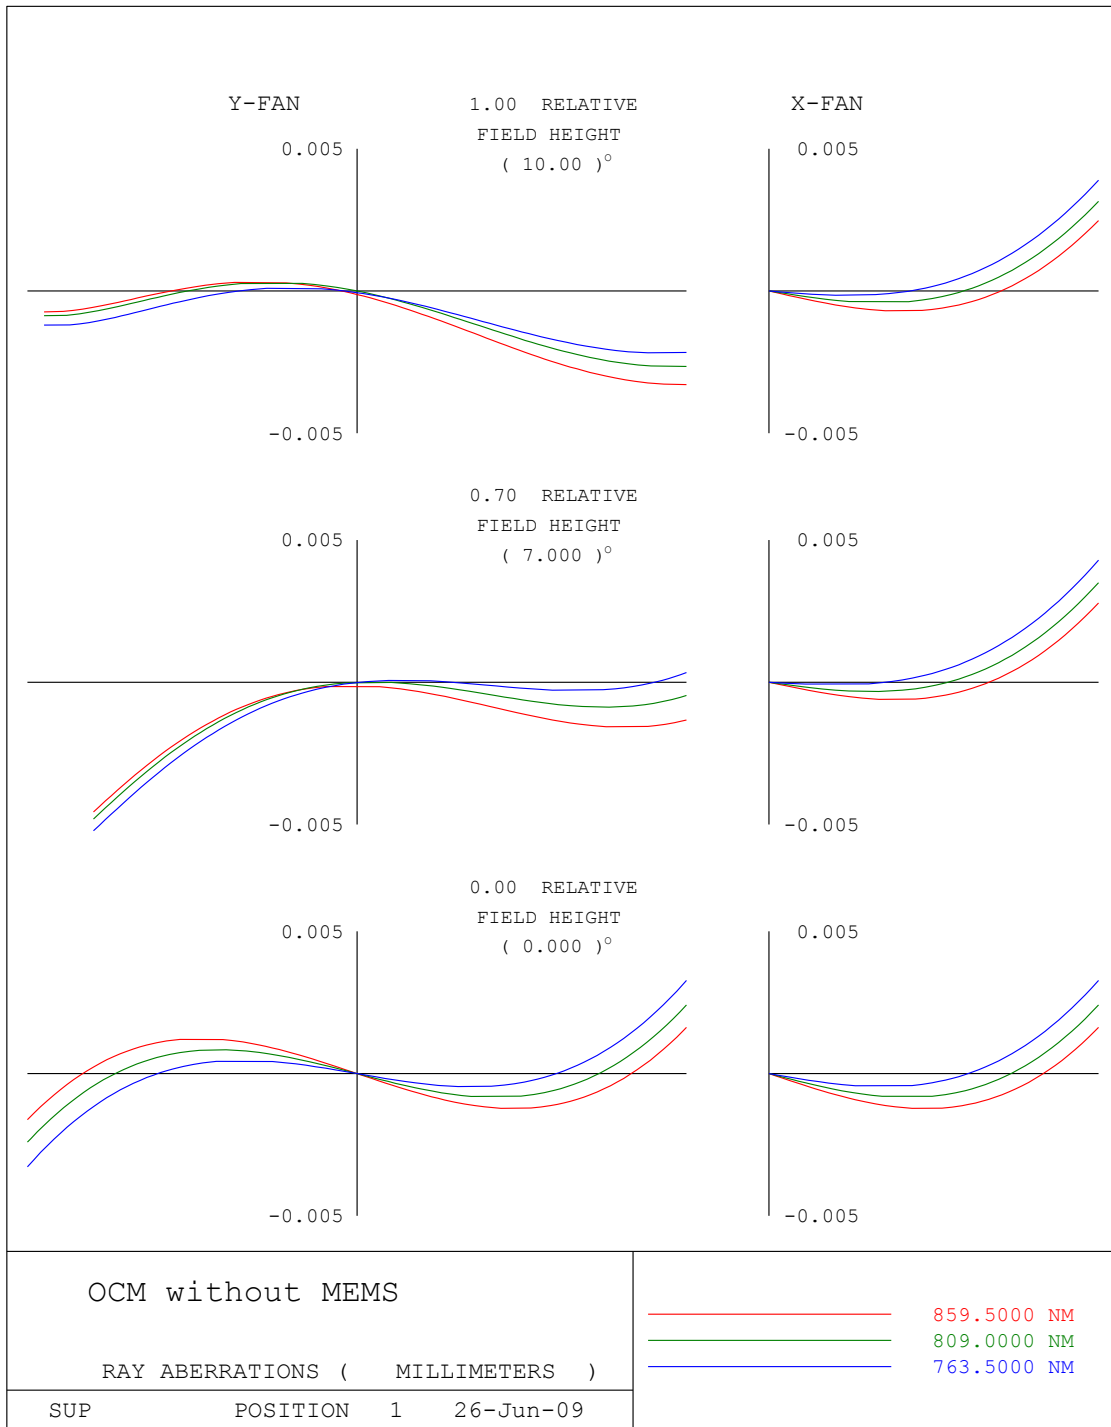 Y-FAN
1.00 RELATIVE
FIELD HEIGHT
( 10.00 )°
X-FAN
0.005
0.005
-0.005
-0.005
0.70 RELATIVE
FIELD HEIGHT
( 7.000 )°
0.005
0.005
-0.005
-0.005
0.00 RELATIVE
FIELD HEIGHT
( 0.000 )°
0.005
0.005
-0.005
-0.005
OCM without MEMS
RAY ABERRATIONS ( MILLIMETERS )
SUP POSITION 1 26-Jun-09
859.5000 NM
809.0000 NM
763.5000 NM